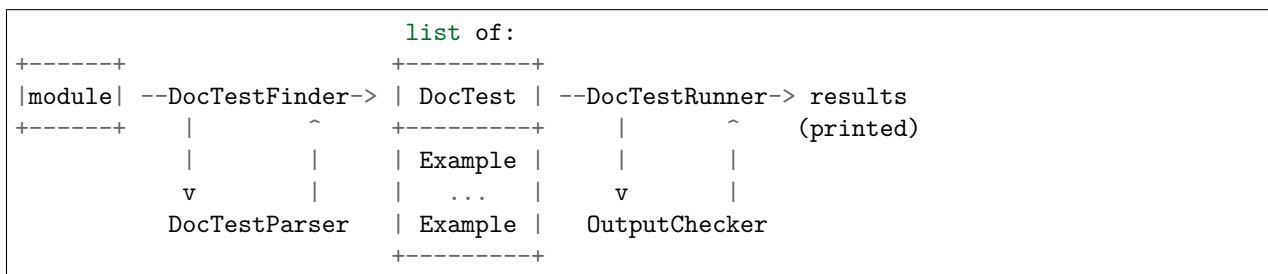 list of:
+------+                   +---------+
|module| --DocTestFinder-> | DocTest | --DocTestRunner-> results
+------+    |        ^     +---------+     |       ^    (printed)
            |        |     | Example |     |       |
            v        |     |   ...   |     v       |
           DocTestParser   | Example |   OutputChecker
                           +---------+